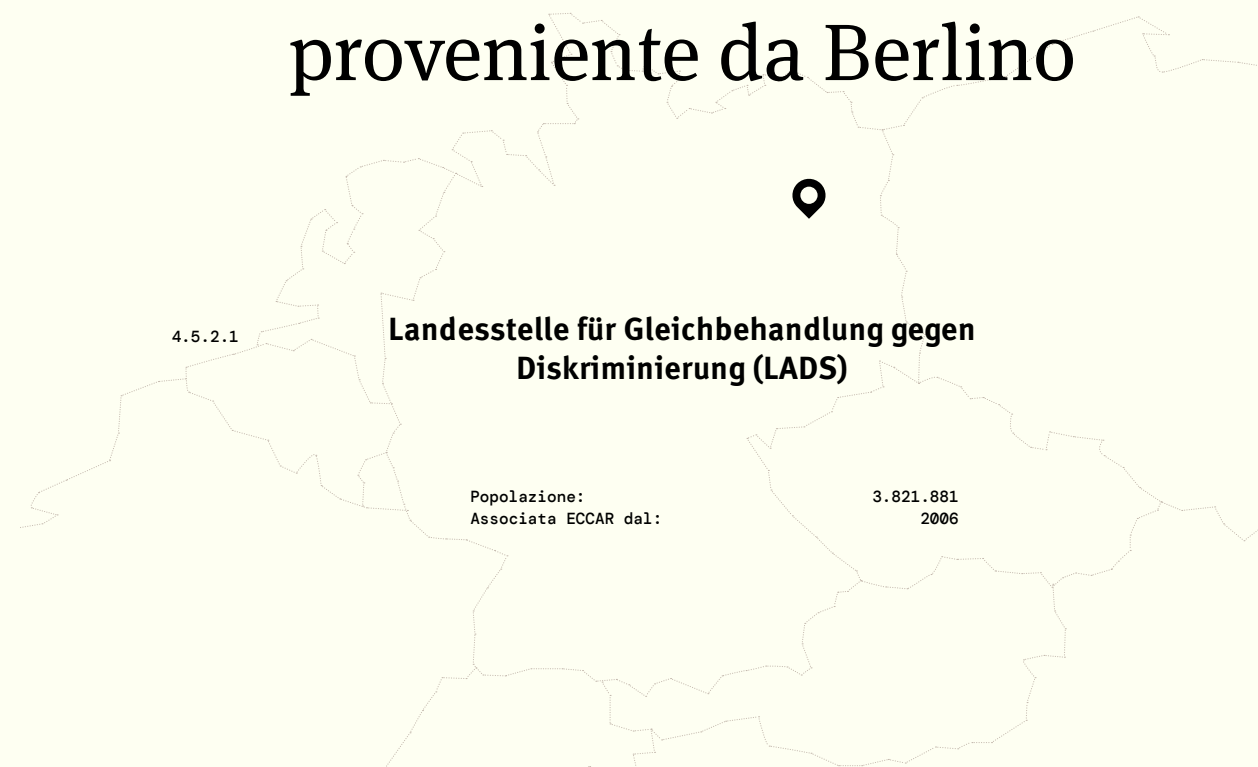 proveniente da Berlino
4.5.2.1
Landesstelle für Gleichbehandlung gegen
Diskriminierung (LADS)
Popolazione: 3.821.881
Associata ECCAR dal: 2006